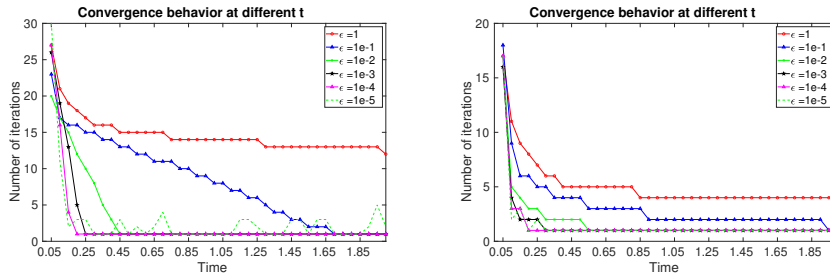 Convergence behavior at different t
30
25
20
15
10
5
0
Number of iterations
0.05 0.25 0.45 0.65 0.85 1.05 1.25 1.45 1.65 1.85
Time
ϵ =1
ϵ =1e-1
ϵ =1e-2
ϵ =1e-3
ϵ =1e-4
ϵ =1e-5
Convergence behavior at different t
20
15
10
5
0
Number of iterations
0.05 0.25 0.45 0.65 0.85 1.05 1.25 1.45 1.65 1.85
Time
ϵ =1
ϵ =1e-1
ϵ =1e-2
ϵ =1e-3
ϵ =1e-4
ϵ =1e-5